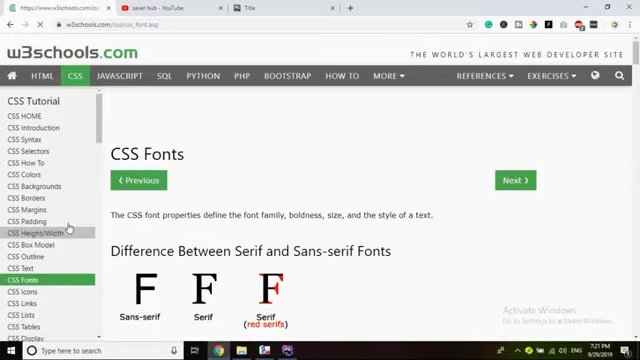 https://www.w3schools.com/css/cs
saver hub - YouTube
Title
w3schools.com/css/css_font.asp
w3schools.com
THE WORLD'S LARGEST WEB DEVELOPER SITE
HTML CSS JAVASCRIPT SQL PYTHON PHP BOOTSTRAP HOW TO MORE REFERENCES EXERCISES
CSS Tutorial
CSS HOME
CSS Introduction
CSS Syntax
CSS Selectors
CSS How To
CSS Colors
CSS Backgrounds
CSS Borders
CSS Margins
CSS Padding
CSS Height/Width
CSS Box Model
CSS Outline
CSS Text
CSS Fonts
CSS Icons
CSS Links
CSS Lists
CSS Tables
CSS Display
CSS Fonts
❮ Previous
Next ❯
The CSS font properties define the font family, boldness, size, and the style of a text.
Difference Between Serif and Sans-serif Fonts
F F F
Sans-serif Serif Serif
(red serifs)
Activate Windows
Go to Settings to activate Windows.
Type here to search
ENG
7:21 PM
9/29/2019